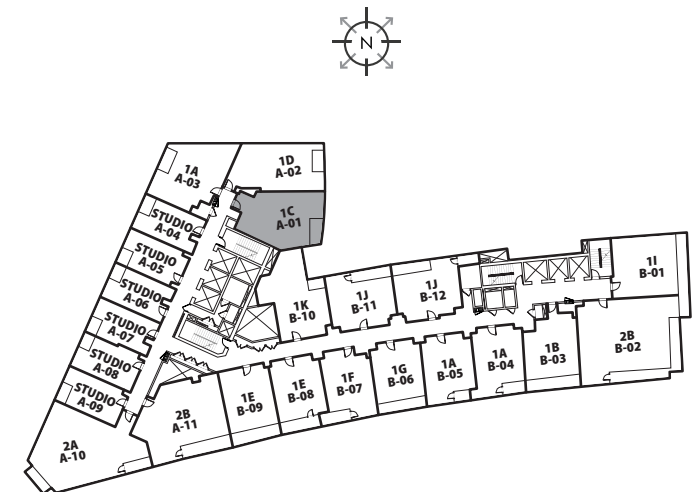 N
1D
A-02
1A
A-03
1C
A-01
STUDIO
A-04
STUDIO
A-05
STUDIO
A-06
STUDIO
A-07
STUDIO
A-08
STUDIO
A-09
2A
A-10
2B
A-11
1K
B-10
1J
B-11
1J
B-12
1I
B-01
2B
B-02
1B
B-03
1A
B-04
1A
B-05
1G
B-06
1F
B-07
1E
B-08
1E
B-09